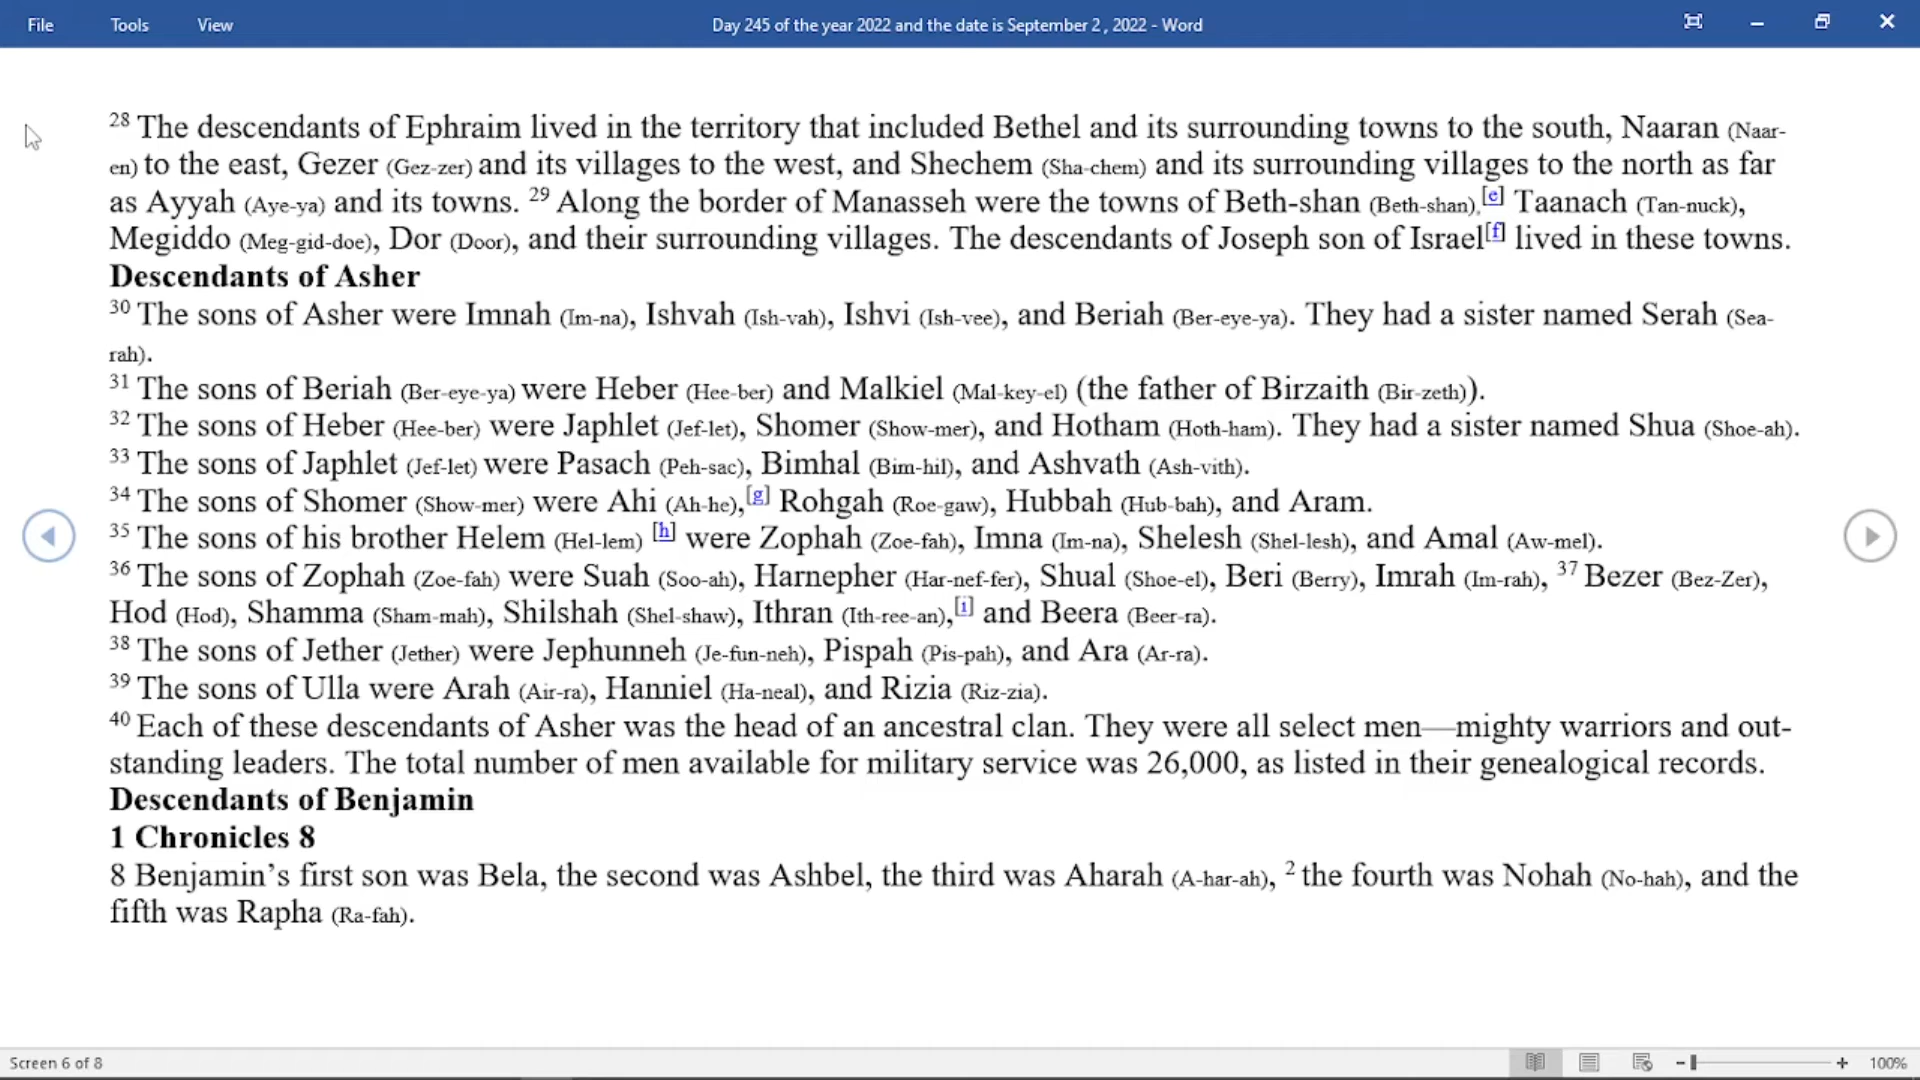 File Tools View Day 245 of the year 2022 and the date is September 2 , 2022 - Word
28 The descendants of Ephraim lived in the territory that included Bethel and its surrounding towns to the south, Naaran (Naar-
en) to the east, Gezer (Gez-zer) and its villages to the west, and Shechem (Sha-chem) and its surrounding villages to the north as far
as Ayyah (Aye-ya) and its towns. 29 Along the border of Manasseh were the towns of Beth-shan (Beth-shan),[e] Taanach (Tan-nuck),
Megiddo (Meg-gid-doe), Dor (Door), and their surrounding villages. The descendants of Joseph son of Israel[f] lived in these towns.
Descendants of Asher
30 The sons of Asher were Imnah (Im-na), Ishvah (Ish-vah), Ishvi (Ish-vee), and Beriah (Ber-eye-ya). They had a sister named Serah (Sea-
rah).
31 The sons of Beriah (Ber-eye-ya) were Heber (Hee-ber) and Malkiel (Mal-key-el) (the father of Birzaith (Bir-zeth)).
32 The sons of Heber (Hee-ber) were Japhlet (Jef-let), Shomer (Show-mer), and Hotham (Hoth-ham). They had a sister named Shua (Shoe-ah).
33 The sons of Japhlet (Jef-let) were Pasach (Peh-sac), Bimhal (Bim-hil), and Ashvath (Ash-vith).
34 The sons of Shomer (Show-mer) were Ahi (Ah-he),[g] Rohgah (Roe-gaw), Hubbah (Hub-bah), and Aram.
35 The sons of his brother Helem (Hel-lem) [h] were Zophah (Zoe-fah), Imna (Im-na), Shelesh (Shel-lesh), and Amal (Aw-mel).
36 The sons of Zophah (Zoe-fah) were Suah (Soo-ah), Harnepher (Har-nef-fer), Shual (Shoe-el), Beri (Berry), Imrah (Im-rah), 37 Bezer (Bez-Zer),
Hod (Hod), Shamma (Sham-mah), Shilshah (Shel-shaw), Ithran (Ith-ree-an),[i] and Beera (Beer-ra).
38 The sons of Jether (Jether) were Jephunneh (Je-fun-neh), Pispah (Pis-pah), and Ara (Ar-ra).
39 The sons of Ulla were Arah (Air-ra), Hanniel (Ha-neal), and Rizia (Riz-zia).
40 Each of these descendants of Asher was the head of an ancestral clan. They were all select men—mighty warriors and out-
standing leaders. The total number of men available for military service was 26,000, as listed in their genealogical records.
Descendants of Benjamin
1 Chronicles 8
8 Benjamin’s first son was Bela, the second was Ashbel, the third was Aharah (A-har-ah), 2 the fourth was Nohah (No-hah), and the
fifth was Rapha (Ra-fah).
Screen 6 of 8 100%